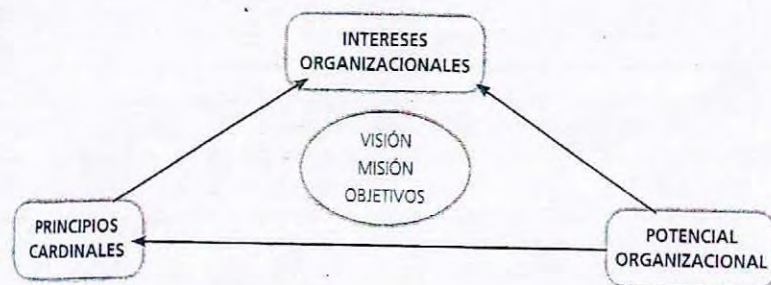 INTERESES
ORGANIZACIONALES
VISIÓN
MISIÓN
OBJETIVOS
PRINCIPIOS
CARDINALES
POTENCIAL
ORGANIZACIONAL